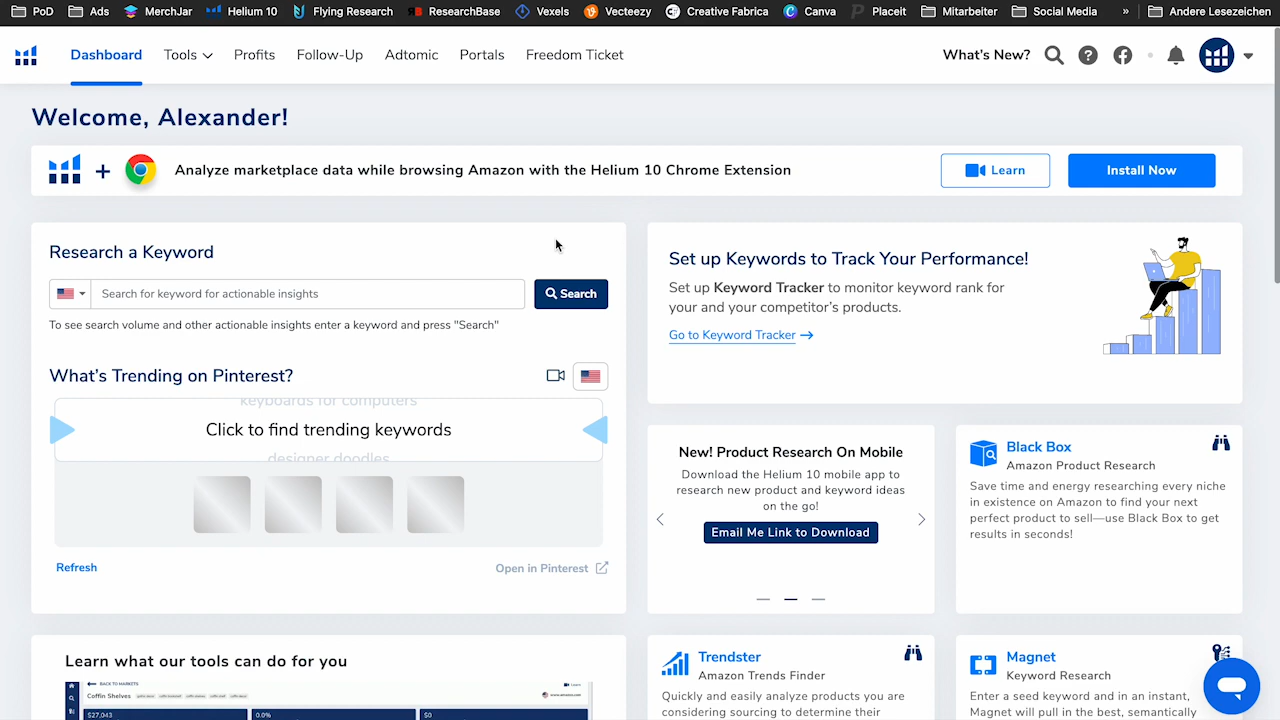 PoD Ads MerchJar Helium 10 Flying Research ResearchBase Vexels Vecteezy Creative Fabrica Canva Placeit Mitarbeiter Social Media » Andere Lesezeichen
Dashboard Tools Profits Follow-Up Adtomic Portals Freedom Ticket What's New?
Welcome, Alexander!
Analyze marketplace data while browsing Amazon with the Helium 10 Chrome Extension
Learn
Install Now
Research a Keyword
Search for keyword for actionable insights
Search
To see search volume and other actionable insights enter a keyword and press "Search"
What's Trending on Pinterest?
keyboards for computers
Click to find trending keywords
designer doodles
Refresh
Open in Pinterest
Set up Keywords to Track Your Performance!
Set up Keyword Tracker to monitor keyword rank for
your and your competitor's products.
Go to Keyword Tracker
New! Product Research On Mobile
Download the Helium 10 mobile app to
research new product and keyword ideas
on the go!
Email Me Link to Download
Black Box
Amazon Product Research
Save time and energy researching every niche
in existence on Amazon to find your next
perfect product to sell—use Black Box to get
results in seconds!
Learn what our tools can do for you
BACK TO MARKETS
Learn
Coffin Shelves
www.amazon.com
$27,043 0.0% $0
Trendster
Amazon Trends Finder
Quickly and easily analyze products you are
considering sourcing to determine their
Magnet
Keyword Research
Enter a seed keyword and in an instant,
Magnet will pull in the best, semantically